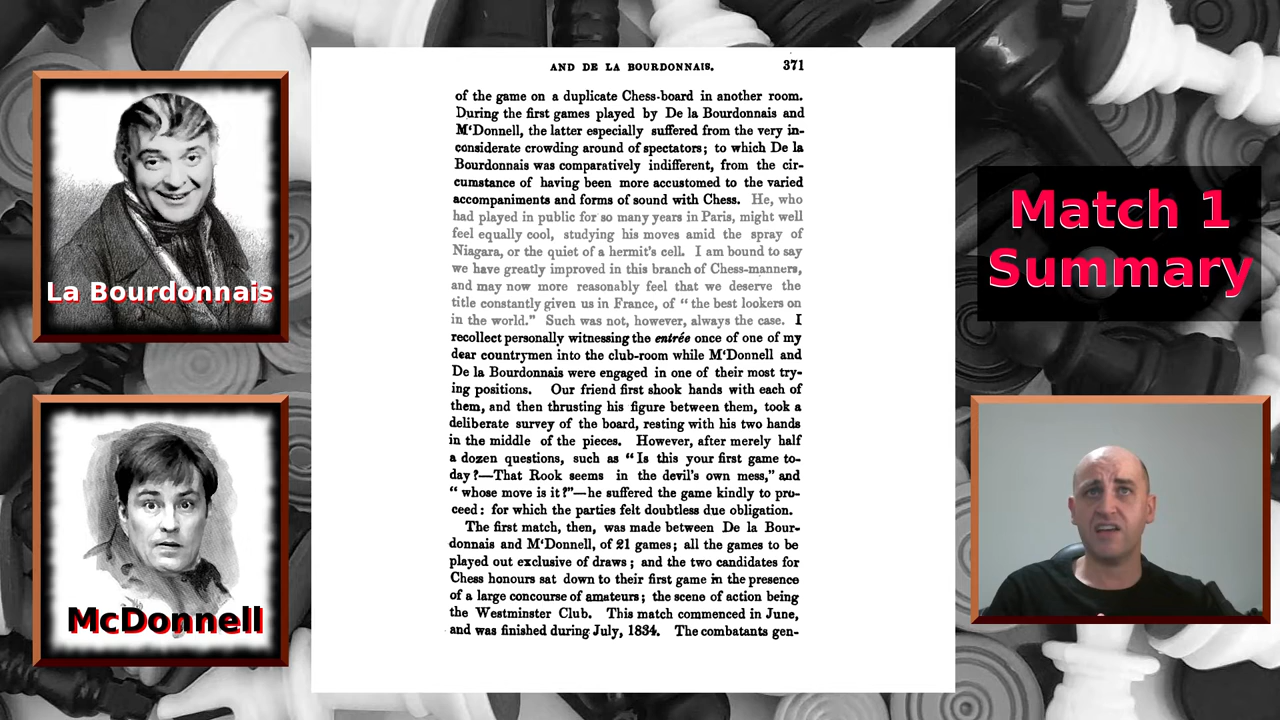 La Bourdonnais
McDonnell
AND DE LA BOURDONNAIS. 371
of the game on a duplicate Chess-board in another room.
During the first games played by De la Bourdonnais and
M‘Donnell, the latter especially suffered from the very in-
considerate crowding around of spectators; to which De la
Bourdonnais was comparatively indifferent, from the cir-
cumstance of having been more accustomed to the varied
accompaniments and forms of sound with Chess. He, who
had played in public for so many years in Paris, might well
feel equally cool, studying his moves amid the spray of
Niagara, or the quiet of a hermit's cell. I am bound to say
we have greatly improved in this branch of Chess-manners,
and may now more reasonably feel that we deserve the
title constantly given us in France, of “ the best lookers on
in the world.” Such was not, however, always the case. I
recollect personally witnessing the entrée once of one of my
dear countrymen into the club-room while M‘Donnell and
De la Bourdonnais were engaged in one of their most try-
ing positions. Our friend first shook hands with each of
them, and then thrusting his figure between them, took a
deliberate survey of the board, resting with his two hands
in the middle of the pieces. However, after merely half
a dozen questions, such as “ Is this your first game to-
day ?—That Rook seems in the devil's own mess,” and
“ whose move is it ?”—he suffered the game kindly to pro-
ceed : for which the parties felt doubtless due obligation.
The first match, then, was made between De la Bour-
donnais and M‘Donnell, of 21 games; all the games to be
played out exclusive of draws ; and the two candidates for
Chess honours sat down to their first game in the presence
of a large concourse of amateurs; the scene of action being
the Westminster Club. This match commenced in June,
and was finished during July, 1834. The combatants gen-
Match 1
Summary